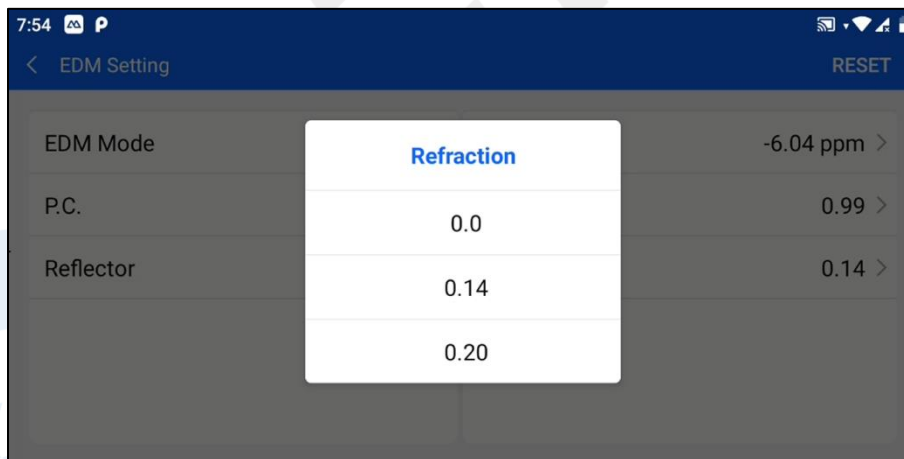 7:54
EDM Setting
RESET
EDM Mode
-6.04 ppm
P.C.
0.99
Reflector
0.14
Refraction
0.0
0.14
0.20